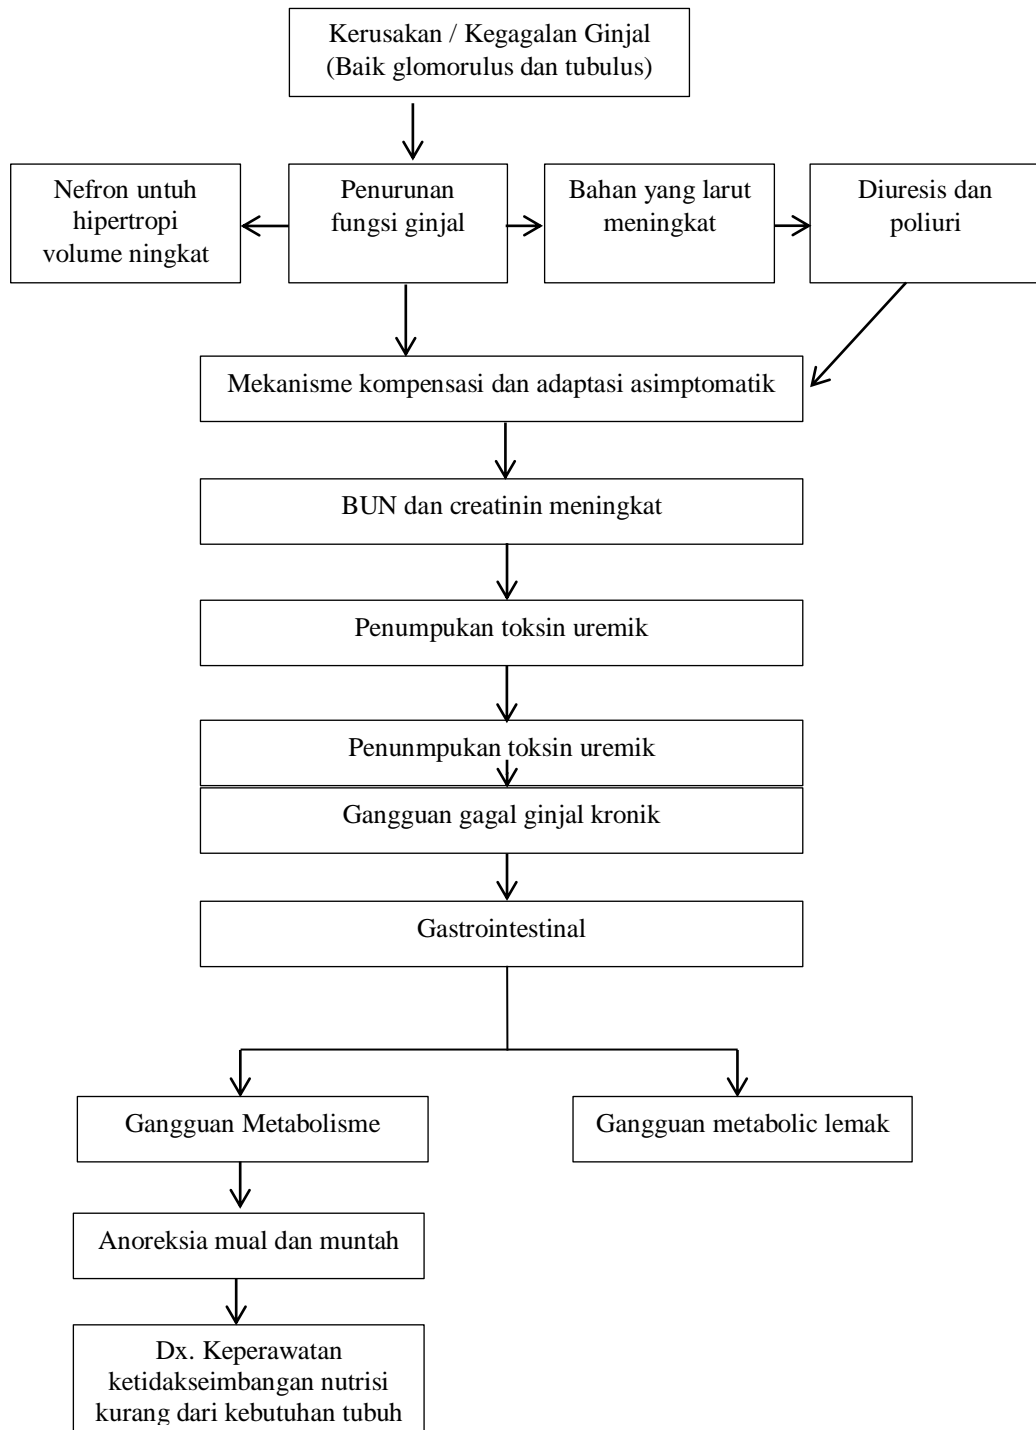 Kerusakan / Kegagalan Ginjal
(Baik glomorulus dan tubulus)
Nefron untuh
hipertropi
volume ningkat
Penurunan
fungsi ginjal
Bahan yang larut
meningkat
Diuresis dan
poliuri
Mekanisme kompensasi dan adaptasi asimptomatik
BUN dan creatinin meningkat
Penumpukan toksin uremik
Penunmpukan toksin uremik
Gangguan gagal ginjal kronik
Gastrointestinal
Gangguan Metabolisme
Gangguan metabolic lemak
Anoreksia mual dan muntah
Dx. Keperawatan
ketidakseimbangan nutrisi
kurang dari kebutuhan tubuh